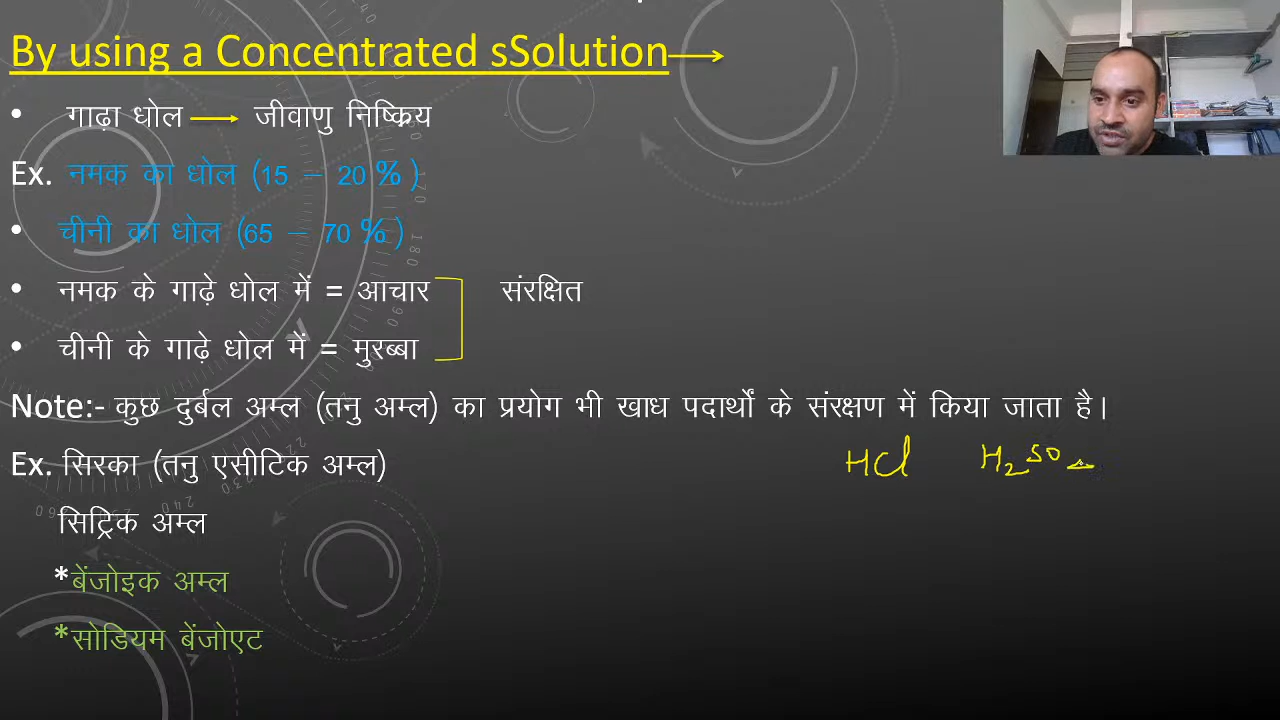 By using a Concentrated sSolution
• गाढ़ा धोल → जीवाणु निष्क्रिय
Ex. नमक का धोल (15 – 20 % )
• चीनी का धोल (65 – 70 % )
• नमक के गाढ़े धोल में = आचार संरक्षित
• चीनी के गाढ़े धोल में = मुरब्बा
Note:- कुछ दुर्बल अम्ल (तनु अम्ल) का प्रयोग भी खाध पदार्थों के संरक्षण में किया जाता है।
Ex. सिरका (तनु एसीटिक अम्ल) HCl H2SO4
सिट्रिक अम्ल
*बेंजोइक अम्ल
*सोडियम बेंजोएट